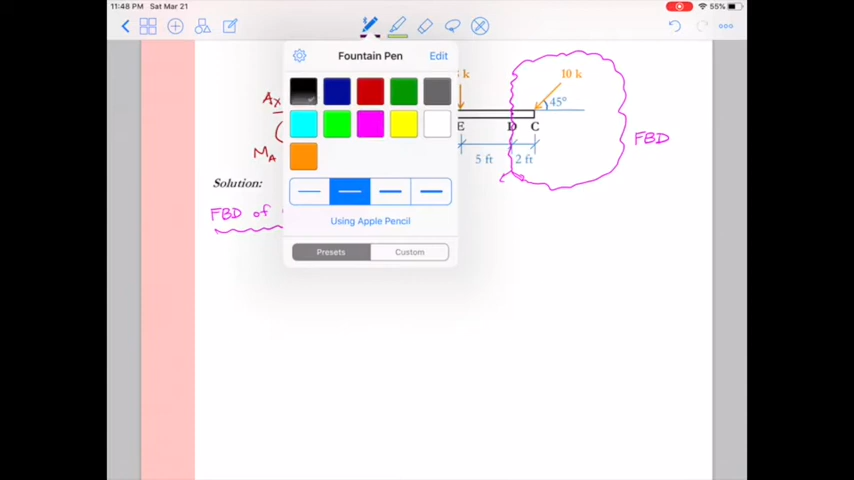 11:48 PM Sat Mar 21
55%
Fountain Pen
Edit
k
10 k
45°
Ax
E
D
C
5 ft
2 ft
MA
FBD
Solution:
FBD of
Using Apple Pencil
Presets
Custom